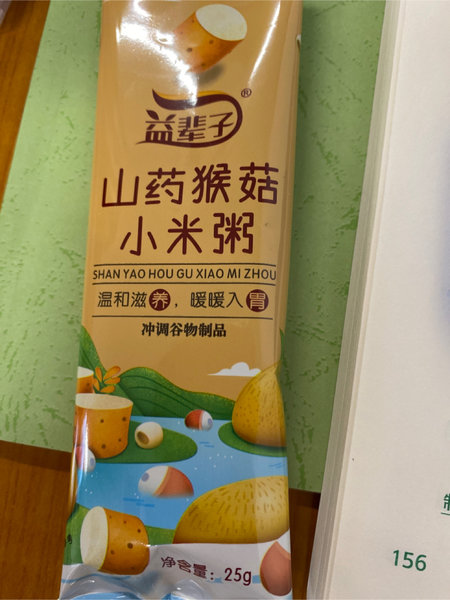 益辈子®
山药猴菇
小米粥
SHAN YAO HOU GU XIAO MI ZHOU
温和滋养，暖暖入胃
冲调谷物制品
净含量：25g
156